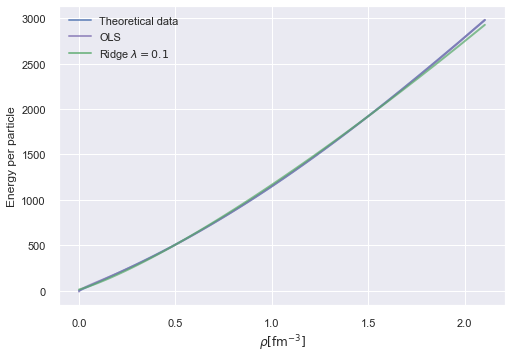 Theoretical data
OLS
Ridge λ = 0.1
3000
2500
2000
1500
1000
500
0
Energy per particle
0.0 0.5 1.0 1.5 2.0
ρ[fm⁻³]